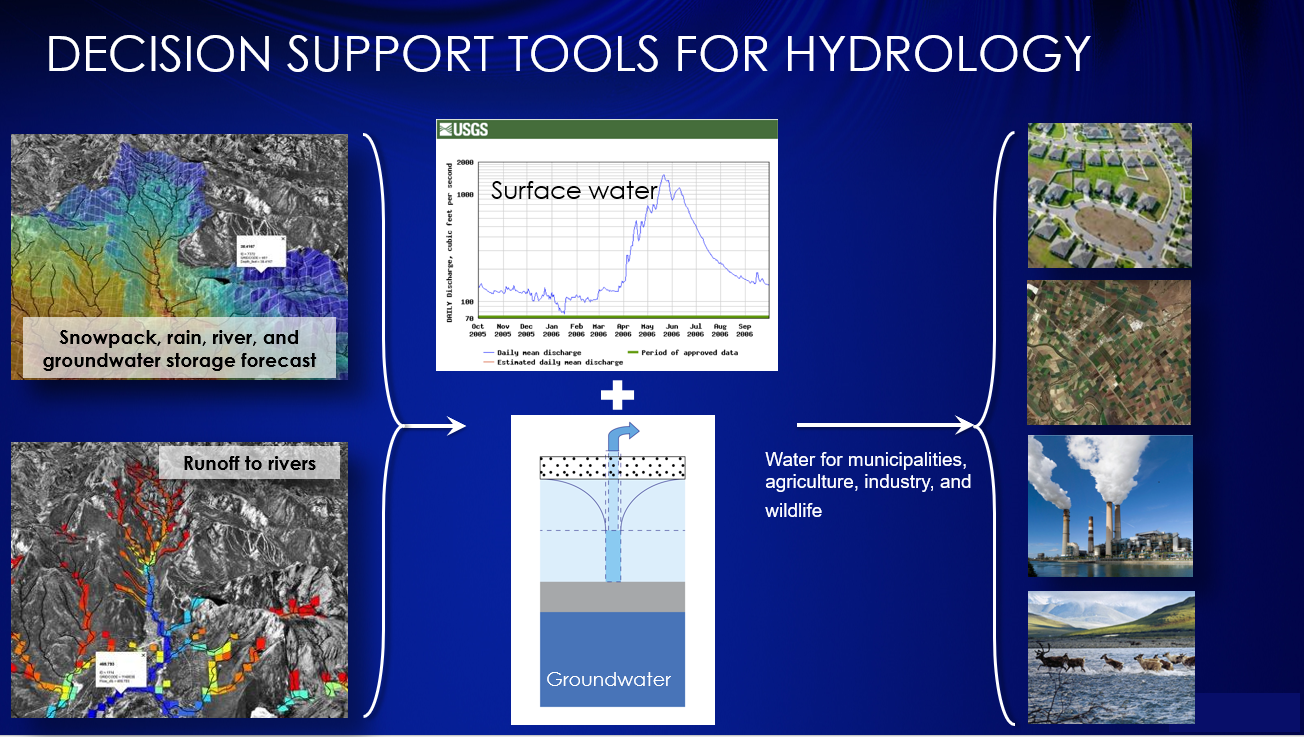 DECISION SUPPORT TOOLS FOR HYDROLOGY
Snowpack, rain, river, and
groundwater storage forecast
Runoff to rivers
USGS
Surface water
DAILY Discharge, cubic feet per second
2000
1000
100
70
Oct Nov Dec Jan Feb Mar Apr May Jun Jul Aug Sep
2005 2005 2005 2006 2006 2006 2006 2006 2006 2006 2006 2006
Daily mean discharge
Period of approved data
Estimated daily mean discharge
Groundwater
Water for municipalities,
agriculture, industry, and
wildlife